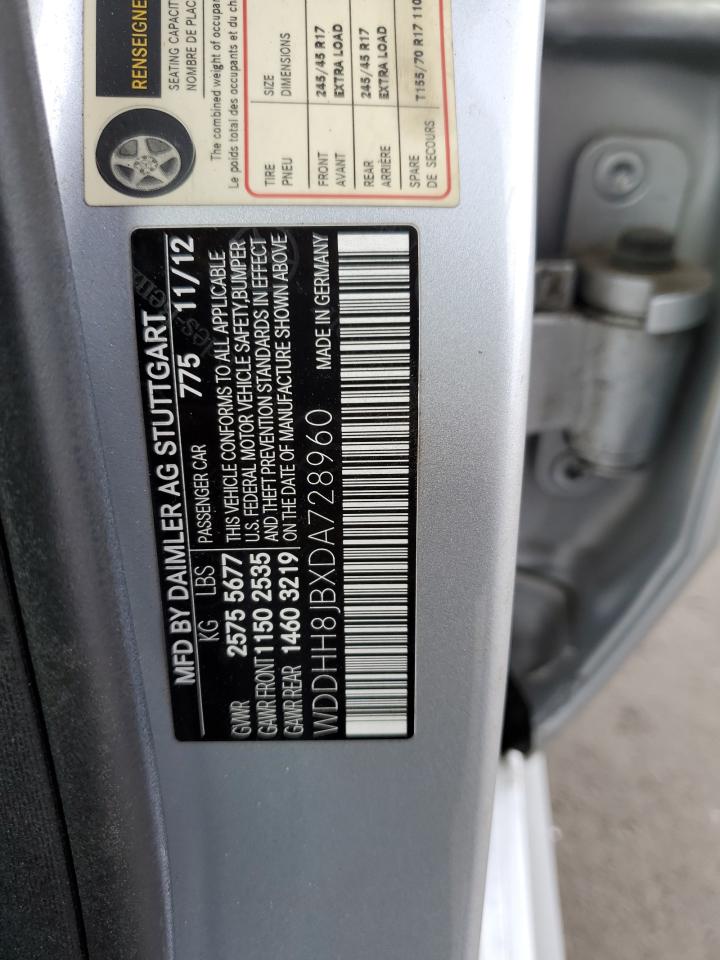 RENSEIGNE
SEATING CAPACITY
NOMBRE DE PLAC
The combined weight of occupan
Le poids total des occupants et du ch
TIRE SIZE
PNEU DIMENSIONS
FRONT 245/45 R17
AVANT EXTRA LOAD
REAR 245/45 R17
ARRIÈRE EXTRA LOAD
SPARE T155/70 R17 110
DE SECOURS
MFD BY DAIMLER AG STUTTGART
KG LBS PASSENGER CAR 775 11/12
GVWR 2575 5677 THIS VEHICLE CONFORMS TO ALL APPLICABLE
U.S. FEDERAL MOTOR VEHICLE SAFETY,BUMPER
GAWR FRONT 1150 2535 AND THEFT PREVENTION STANDARDS IN EFFECT
GAWR REAR 1460 3219 ON THE DATE OF MANUFACTURE SHOWN ABOVE
WDDHH8JBXDA728960 MADE IN GERMANY